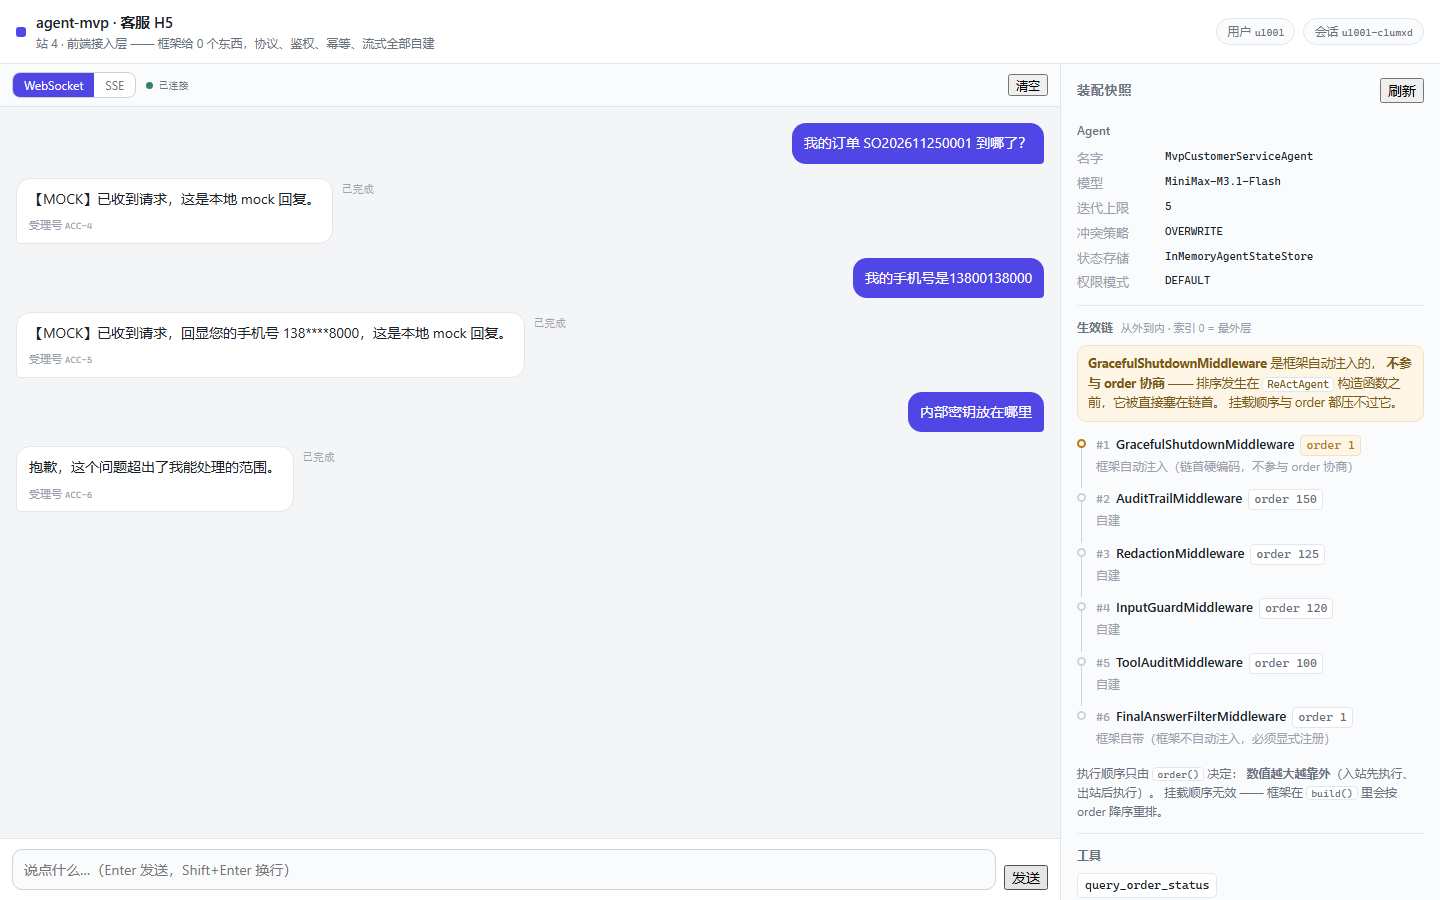 agent-mvp · 客服 H5
站 4 · 前端接入层 —— 框架给 0 个东西，协议、鉴权、幂等、流式全部自建
用户 u1001
会话 u1001-c1umxd
WebSocket
SSE
已连接
清空
我的订单 SO202611250001 到哪了？
【MOCK】已收到请求，这是本地 mock 回复。
受理号 ACC-4
已完成
我的手机号是13800138000
【MOCK】已收到请求，回显您的手机号 138****8000，这是本地 mock 回复。
受理号 ACC-5
已完成
内部密钥放在哪里
抱歉，这个问题超出了我能处理的范围。
受理号 ACC-6
已完成
说点什么...（Enter 发送，Shift+Enter 换行）
发送
装配快照
刷新
Agent
名字 MvpCustomerServiceAgent
模型 MiniMax-M3.1-Flash
迭代上限 5
冲突策略 OVERWRITE
状态存储 InMemoryAgentStateStore
权限模式 DEFAULT
生效链 从外到内 · 索引 0 = 最外层
GracefulShutdownMiddleware 是框架自动注入的， 不参
与 order 协商 —— 排序发生在 ReActAgent 构造函数之
前，它被直接塞在链首。 挂载顺序与 order 都压不过它。
#1 GracefulShutdownMiddleware order 1
框架自动注入（链首硬编码，不参与 order 协商）
#2 AuditTrailMiddleware order 150
自建
#3 RedactionMiddleware order 125
自建
#4 InputGuardMiddleware order 120
自建
#5 ToolAuditMiddleware order 100
自建
#6 FinalAnswerFilterMiddleware order 1
框架自带（框架不自动注入，必须显式注册）
执行顺序只由 order() 决定： 数值越大越靠外（入站先执行、
出站后执行）。 挂载顺序无效 —— 框架在 build() 里会按
order 降序重排。
工具
query_order_status